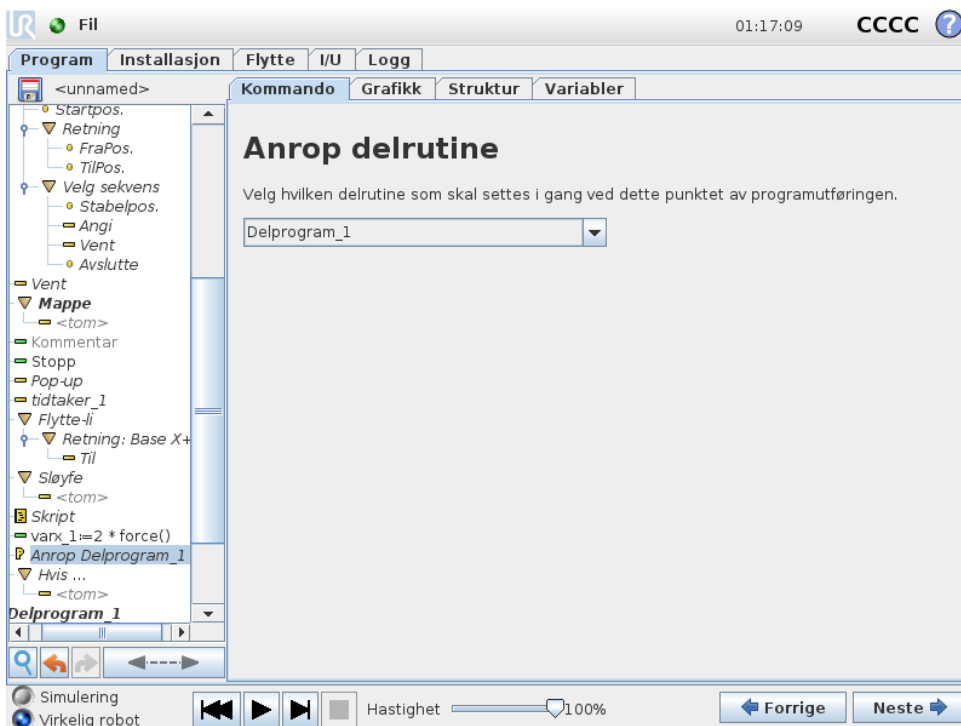 UR Fil 01:17:09 CCCC ?
Program Installasjon Flytte I/U Logg
<unnamed>
Kommando Grafikk Struktur Variabler
Startpos.
Retning
FraPos.
TilPos.
Velg sekvens
Stabelpos.
Angi
Vent
Avslutte
Vent
Mappe
<tom>
Kommentar
Stopp
Pop-up
tidtaker_1
Flytte-li
Retning: Base X+
Til
Sløyfe
<tom>
Skript
varx_1:=2 * force()
Anrop Delprogram_1
Hvis ...
<tom>
Delprogram_1
Anrop delrutine
Velg hvilken delrutine som skal settes i gang ved dette punktet av programutføringen.
Delprogram_1
Simulering
Virkelig robot
Hastighet 100%
Forrige Neste